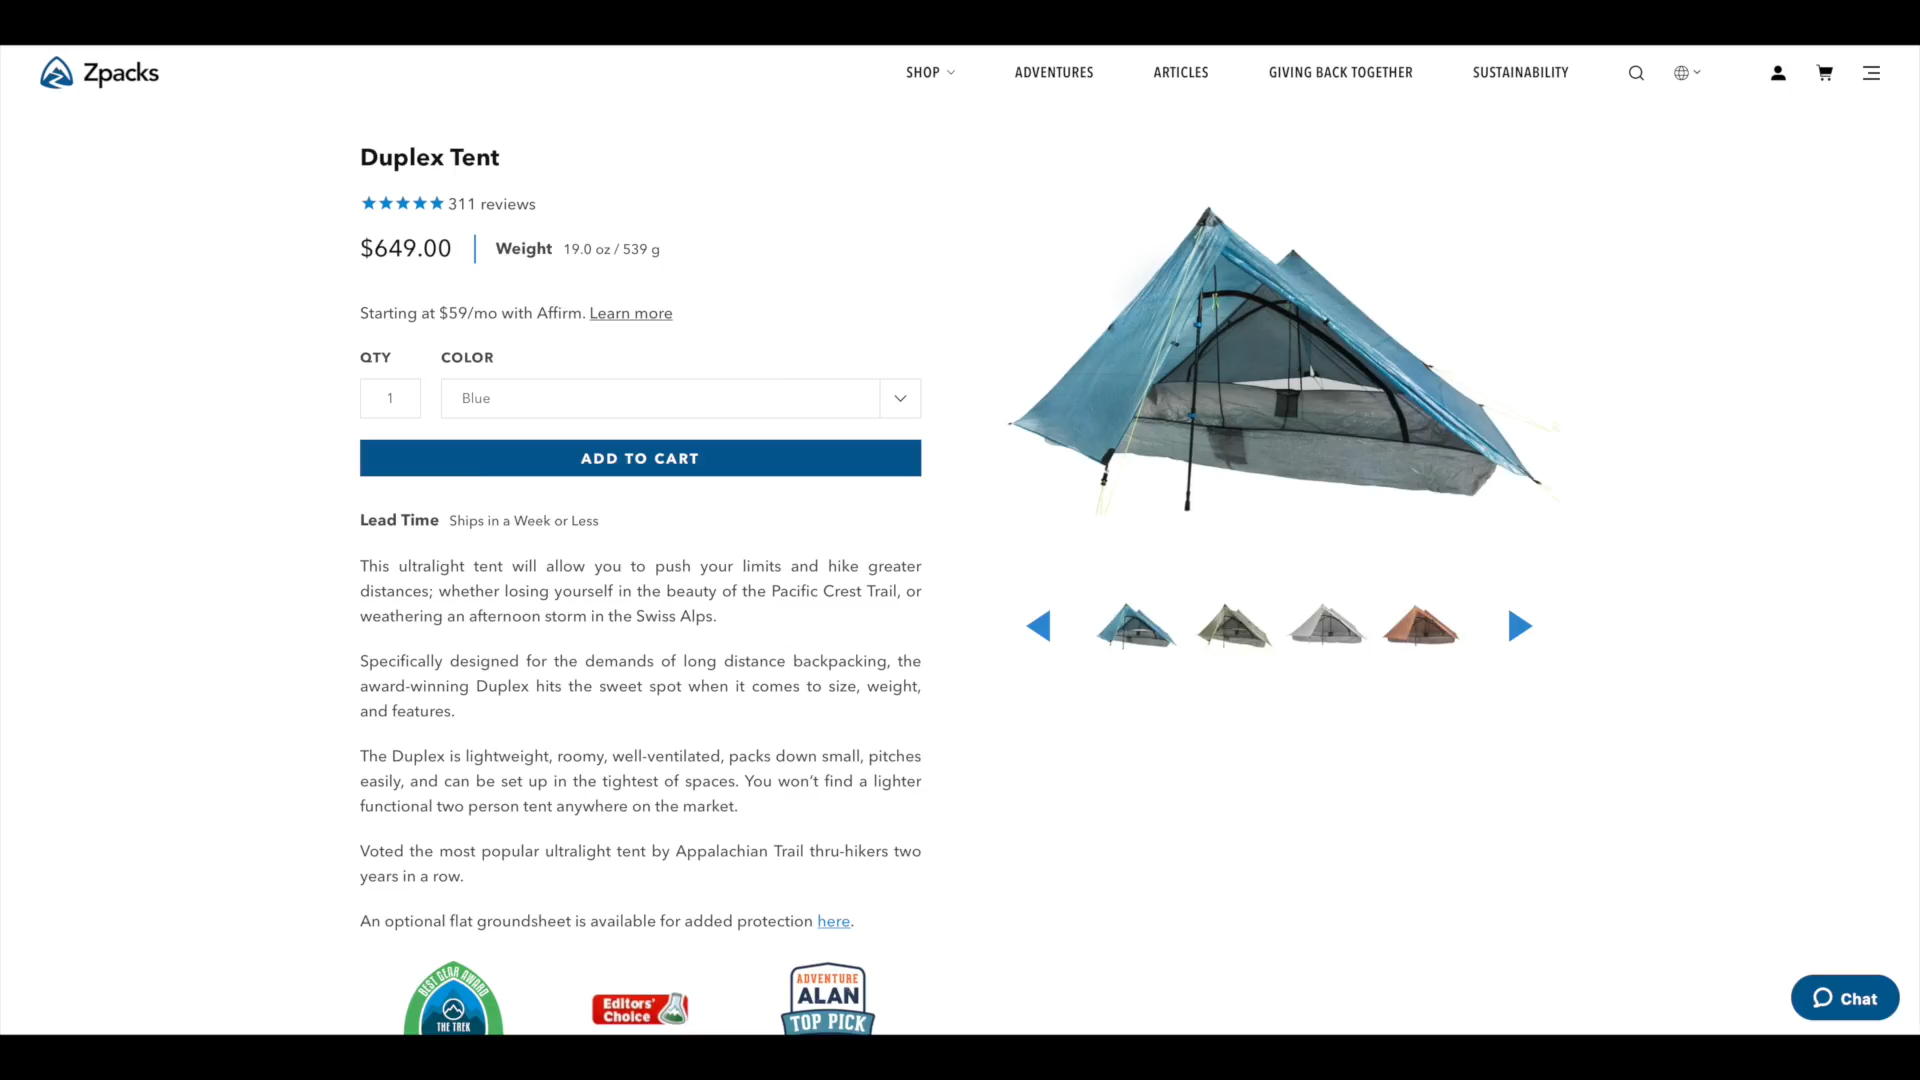 Zpacks
SHOP
ADVENTURES
ARTICLES
GIVING BACK TOGETHER
SUSTAINABILITY
Duplex Tent
311 reviews
$649.00
Weight 19.0 oz / 539 g
Starting at $59/mo with Affirm. Learn more
QTY
COLOR
1
Blue
ADD TO CART
Lead Time Ships in a Week or Less
This ultralight tent will allow you to push your limits and hike greater
distances; whether losing yourself in the beauty of the Pacific Crest Trail, or
weathering an afternoon storm in the Swiss Alps.
Specifically designed for the demands of long distance backpacking, the
award-winning Duplex hits the sweet spot when it comes to size, weight,
and features.
The Duplex is lightweight, roomy, well-ventilated, packs down small, pitches
easily, and can be set up in the tightest of spaces. You won’t find a lighter
functional two person tent anywhere on the market.
Voted the most popular ultralight tent by Appalachian Trail thru-hikers two
years in a row.
An optional flat groundsheet is available for added protection here.
BEST GEAR AWARD
THE TREK
Editors'
Choice
ADVENTURE
ALAN
TOP PICK
Chat